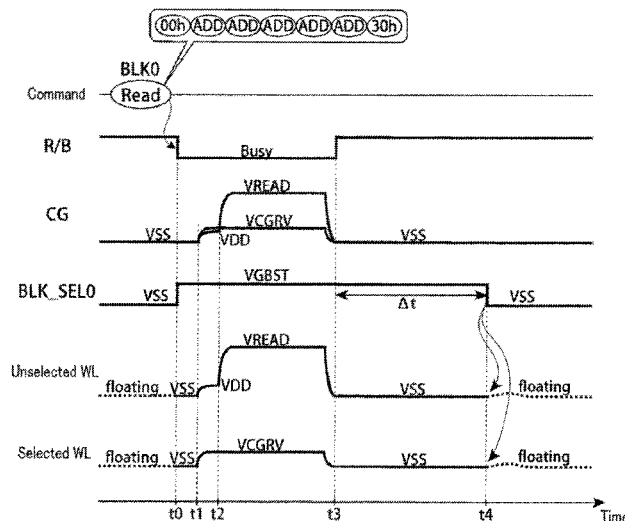 00h ADD ADD ADD ADD ADD 30h
BLK0
Command Read
R/B Busy
VREAD
CG VCGRV
VSS VDD VSS
VGBST
BLK_SEL0 VSS Δt VSS
VREAD
Unselected WL
floating VSS VDD VSS floating
Selected WL floating VSS VCGRV VSS floating
t0 t1 t2 t3 t4 Time